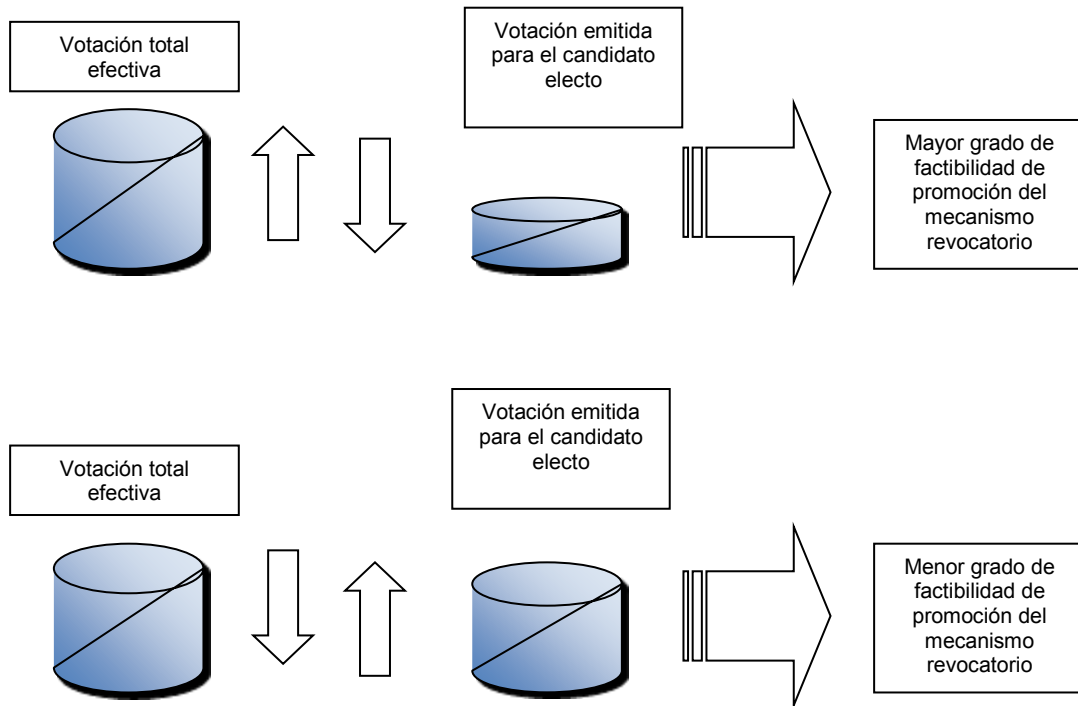 Votación total
efectiva
Votación emitida
para el candidato
electo
Mayor grado de
factibilidad de
promoción del
mecanismo
revocatorio
Votación total
efectiva
Votación emitida
para el candidato
electo
Menor grado de
factibilidad de
promoción del
mecanismo
revocatorio